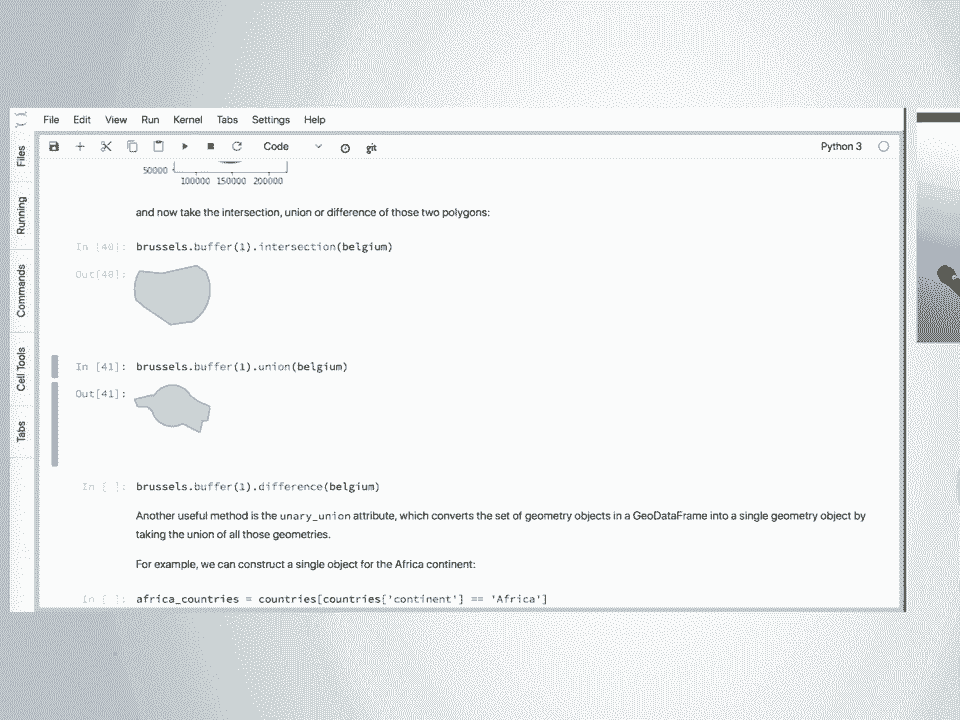 File Edit View Run Kernel Tabs Settings Help
Code git Python 3
Files
Running
Commands
Cell Tools
Tabs
50000
100000 150000 200000
and now take the intersection, union or difference of those two polygons:
In [40]: brussels.buffer(1).intersection(belgium)
Out[40]:
In [41]: brussels.buffer(1).union(belgium)
Out[41]:
In [ ]: brussels.buffer(1).difference(belgium)
Another useful method is the unary_union attribute, which converts the set of geometry objects in a GeoDataFrame into a single geometry object by
taking the union of all those geometries.
For example, we can construct a single object for the Africa continent:
In [ ]: africa_countries = countries[countries['continent'] == 'Africa']